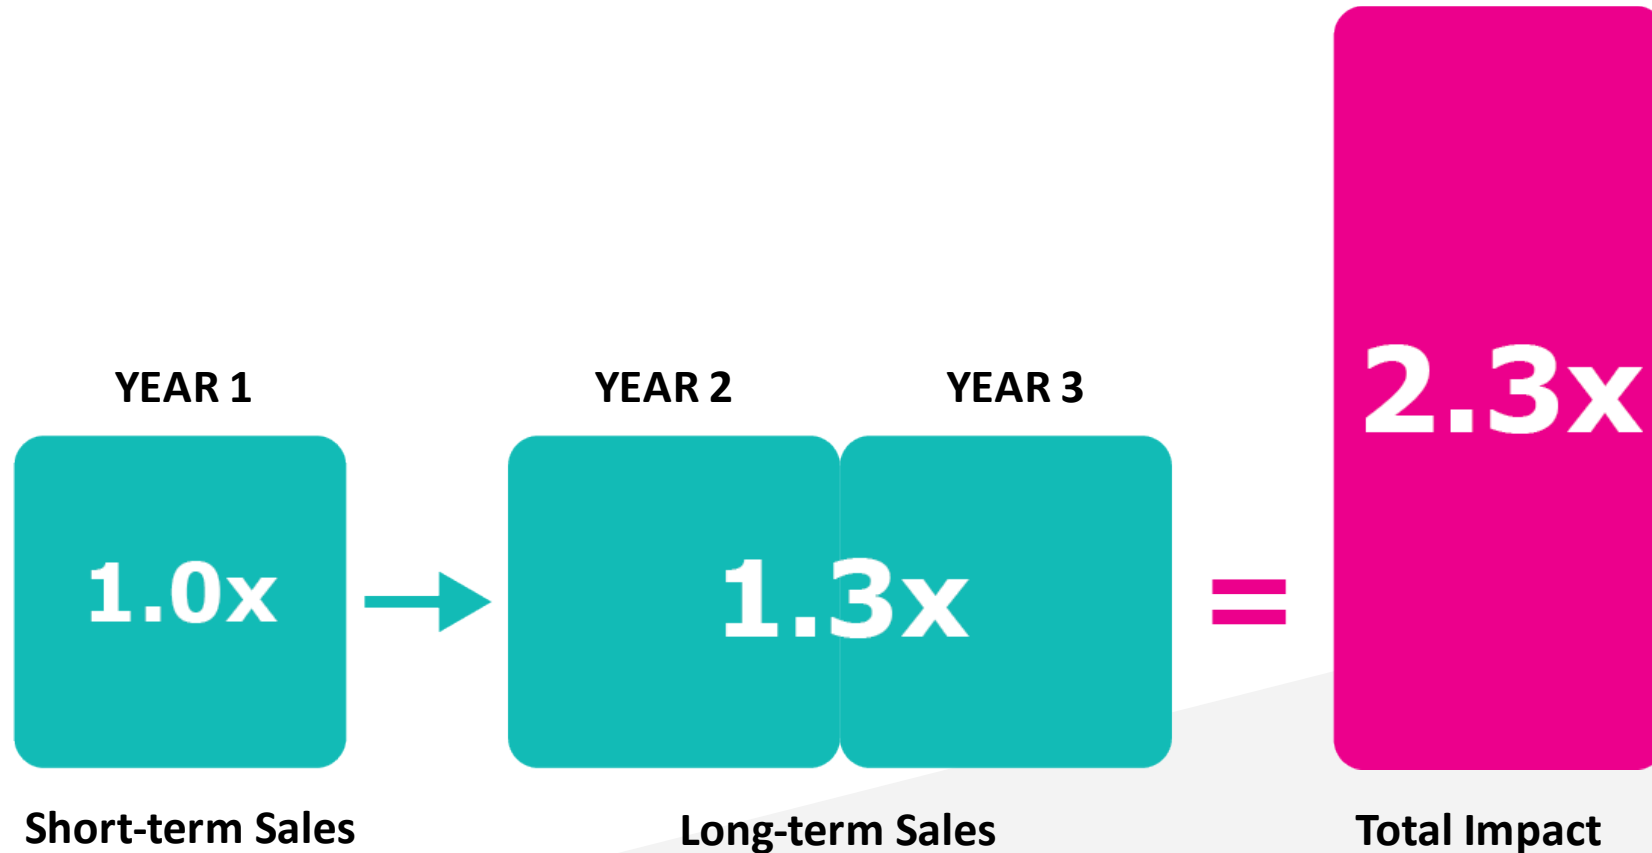 YEAR 1
YEAR 2
YEAR 3
1.0x
1.3x
=
2.3x
Short-term Sales
Long-term Sales
Total Impact